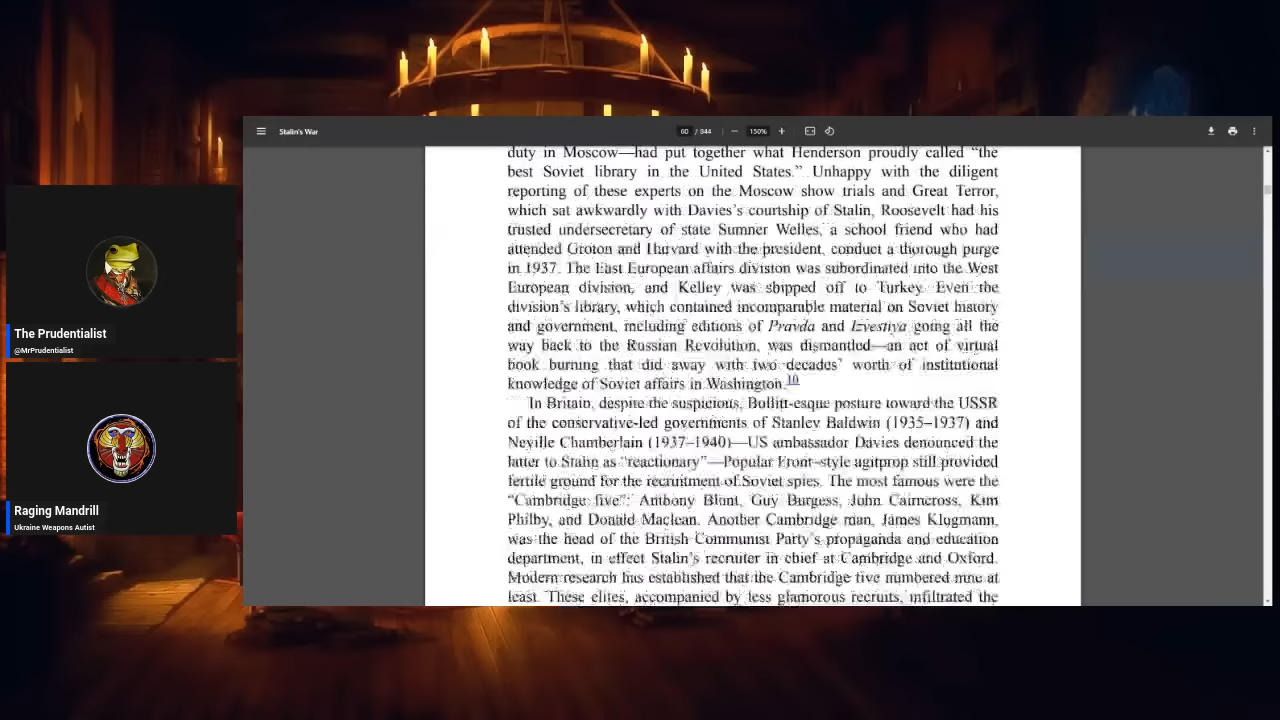 Stalin's War
60 / 844
150%
duty in Moscow—had put together what Henderson proudly called “the
best Soviet library in the United States.” Unhappy with the diligent
reporting of these experts on the Moscow show trials and Great Terror,
which sat awkwardly with Davies’s courtship of Stalin, Roosevelt had his
trusted undersecretary of state Sumner Welles, a school friend who had
attended Groton and Harvard with the president, conduct a thorough purge
in 1937. The East European affairs division was subordinated into the West
European division, and Kelley was shipped off to Turkey. Even the
division’s library, which contained incomparable material on Soviet history
and government, including editions of Pravda and Izvestiya going all the
way back to the Russian Revolution, was dismantled—an act of virtual
book burning that did away with two decades’ worth of institutional
knowledge of Soviet affairs in Washington.10
In Britain, despite the suspicious, Bullitt-esque posture toward the USSR
of the conservative-led governments of Stanley Baldwin (1935–1937) and
Neville Chamberlain (1937–1940)—US ambassador Davies denounced the
latter to Stalin as “reactionary”—Popular Front–style agitprop still provided
fertile ground for the recruitment of Soviet spies. The most famous were the
“Cambridge five”: Anthony Blunt, Guy Burgess, John Cairncross, Kim
Philby, and Donald Maclean. Another Cambridge man, James Klugmann,
was the head of the British Communist Party’s propaganda and education
department, in effect Stalin’s recruiter in chief at Cambridge and Oxford.
Modern research has established that the Cambridge five numbered nine at
least. These elites, accompanied by less glamorous recruits, infiltrated the
The Prudentialist
@MrPrudentialist
Raging Mandrill
Ukraine Weapons Autist